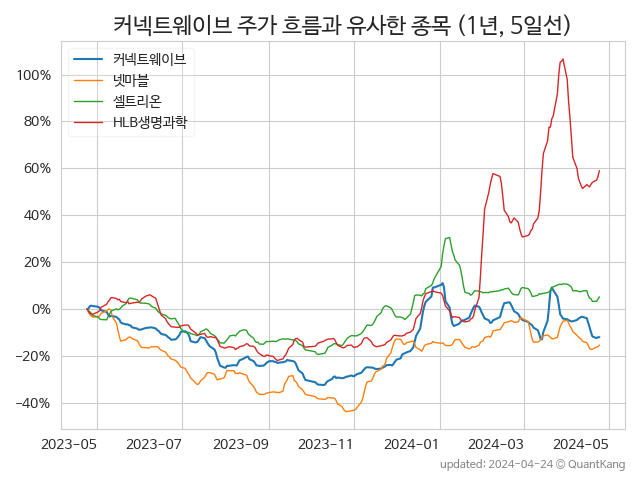 커넥트웨이브 주가 흐름과 유사한 종목 (1년, 5일선)
커넥트웨이브
넷마블
셀트리온
HLB생명과학
100%
80%
60%
40%
20%
0%
−20%
−40%
2023-05 2023-07 2023-09 2023-11 2024-01 2024-03 2024-05
updated: 2024-04-24 © QuantKang